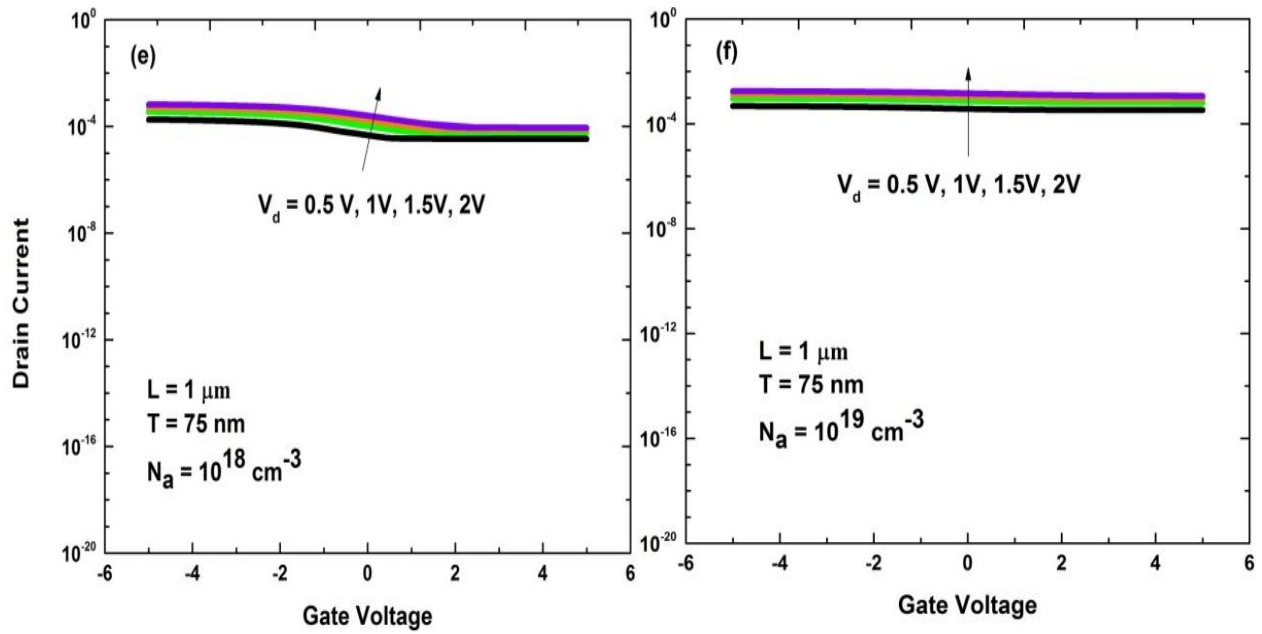 Drain Current
(e)
10^0
10^-4
10^-8
10^-12
10^-16
10^-20
V_d = 0.5 V, 1V, 1.5V, 2V
L = 1 μm
T = 75 nm
N_a = 10^18 cm^-3
-6 -4 -2 0 2 4 6
Gate Voltage
(f)
10^0
10^-4
10^-8
10^-12
10^-16
10^-20
V_d = 0.5 V, 1V, 1.5V, 2V
L = 1 μm
T = 75 nm
N_a = 10^19 cm^-3
-6 -4 -2 0 2 4 6
Gate Voltage